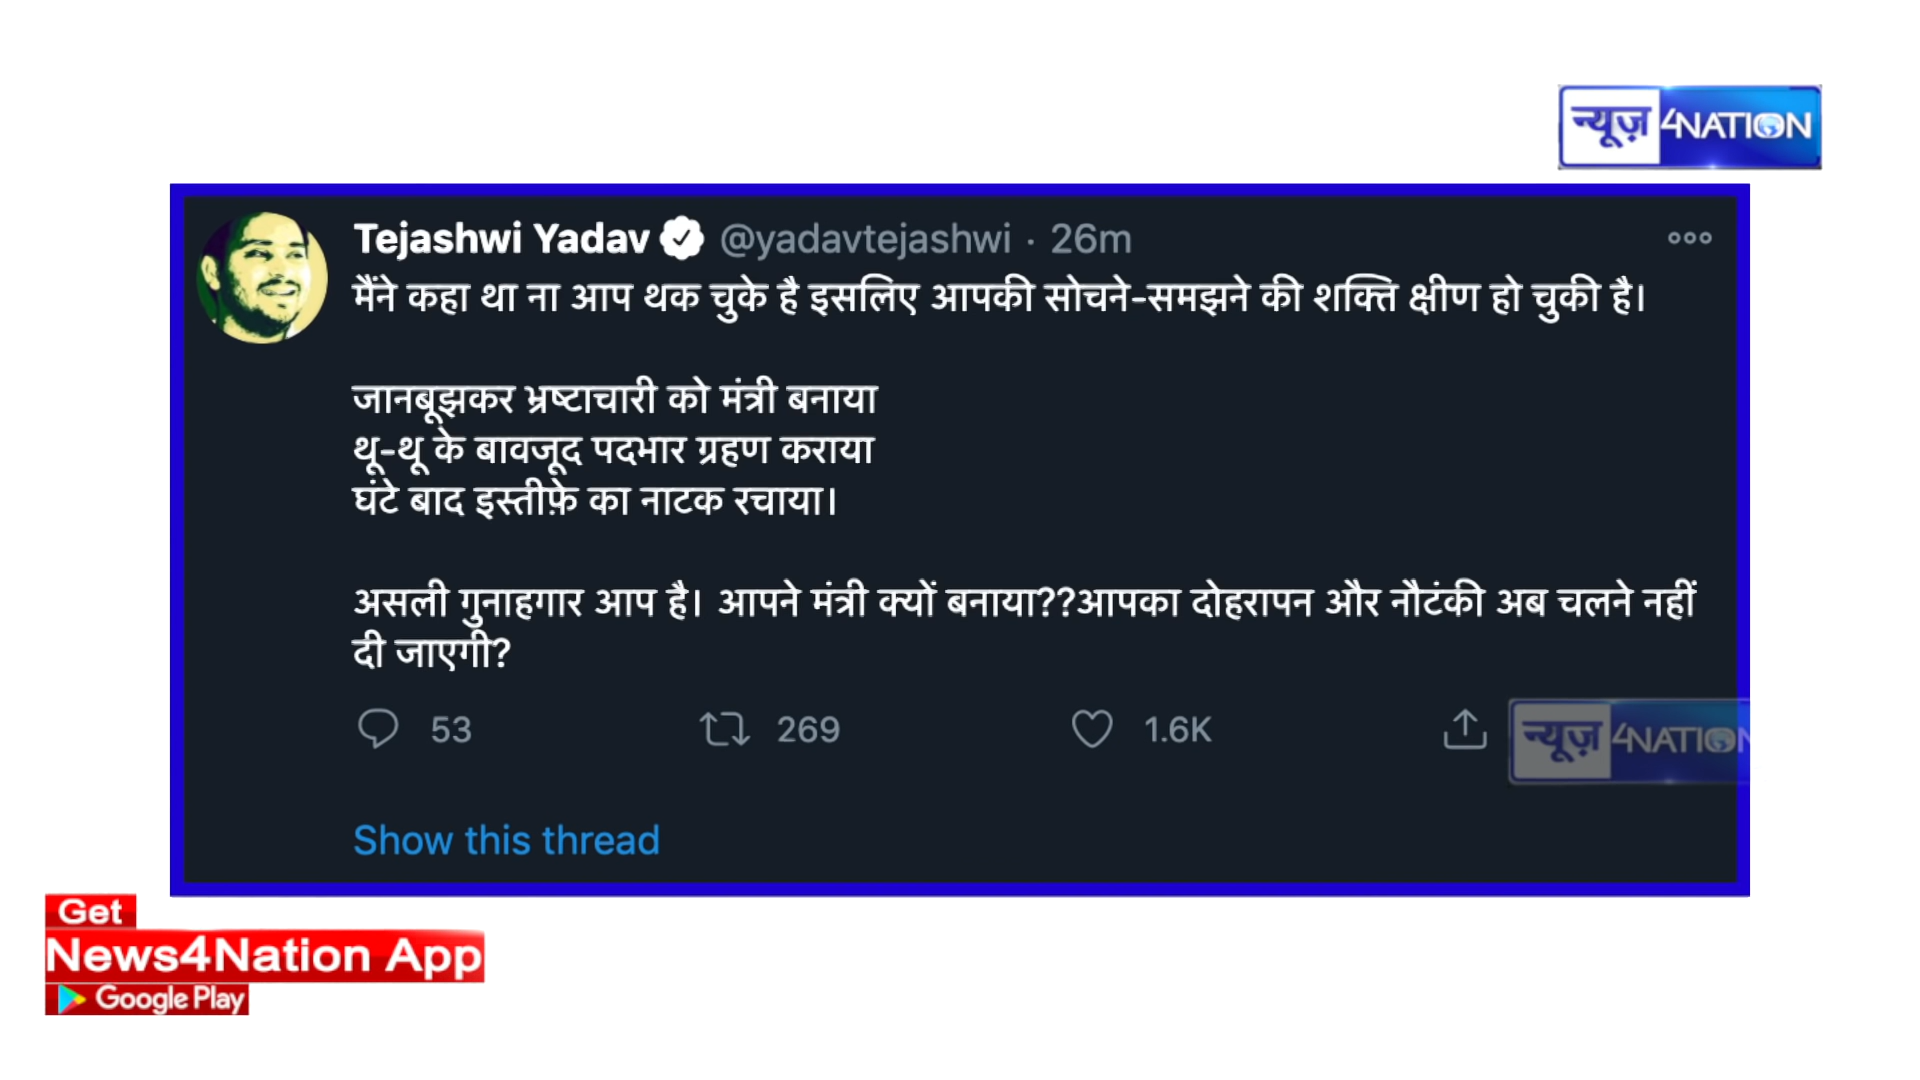 न्यूज़ 4NATION
Tejashwi Yadav @yadavtejashwi · 26m
मैंने कहा था ना आप थक चुके है इसलिए आपकी सोचने-समझने की शक्ति क्षीण हो चुकी है।
जानबूझकर भ्रष्टाचारी को मंत्री बनाया
थू-थू के बावजूद पदभार ग्रहण कराया
घंटे बाद इस्तीफ़े का नाटक रचाया।
असली गुनाहगार आप है। आपने मंत्री क्यों बनाया??आपका दोहरापन और नौटंकी अब चलने नहीं
दी जाएगी?
53 269 1.6K
न्यूज़ 4NATION
Show this thread
Get
News4Nation App
Google Play